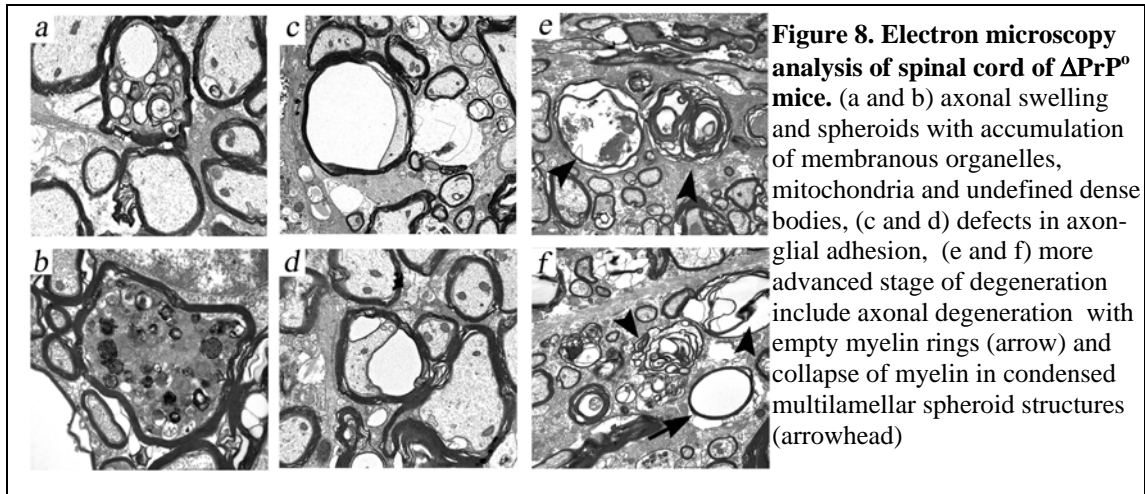 a
c
e
b
d
f
Figure 8. Electron microscopy
analysis of spinal cord of ΔPrPº
mice. (a and b) axonal swelling
and spheroids with accumulation
of membranous organelles,
mitochondria and undefined dense
bodies, (c and d) defects in axon-
glial adhesion, (e and f) more
advanced stage of degeneration
include axonal degeneration with
empty myelin rings (arrow) and
collapse of myelin in condensed
multilamellar spheroid structures
(arrowhead)